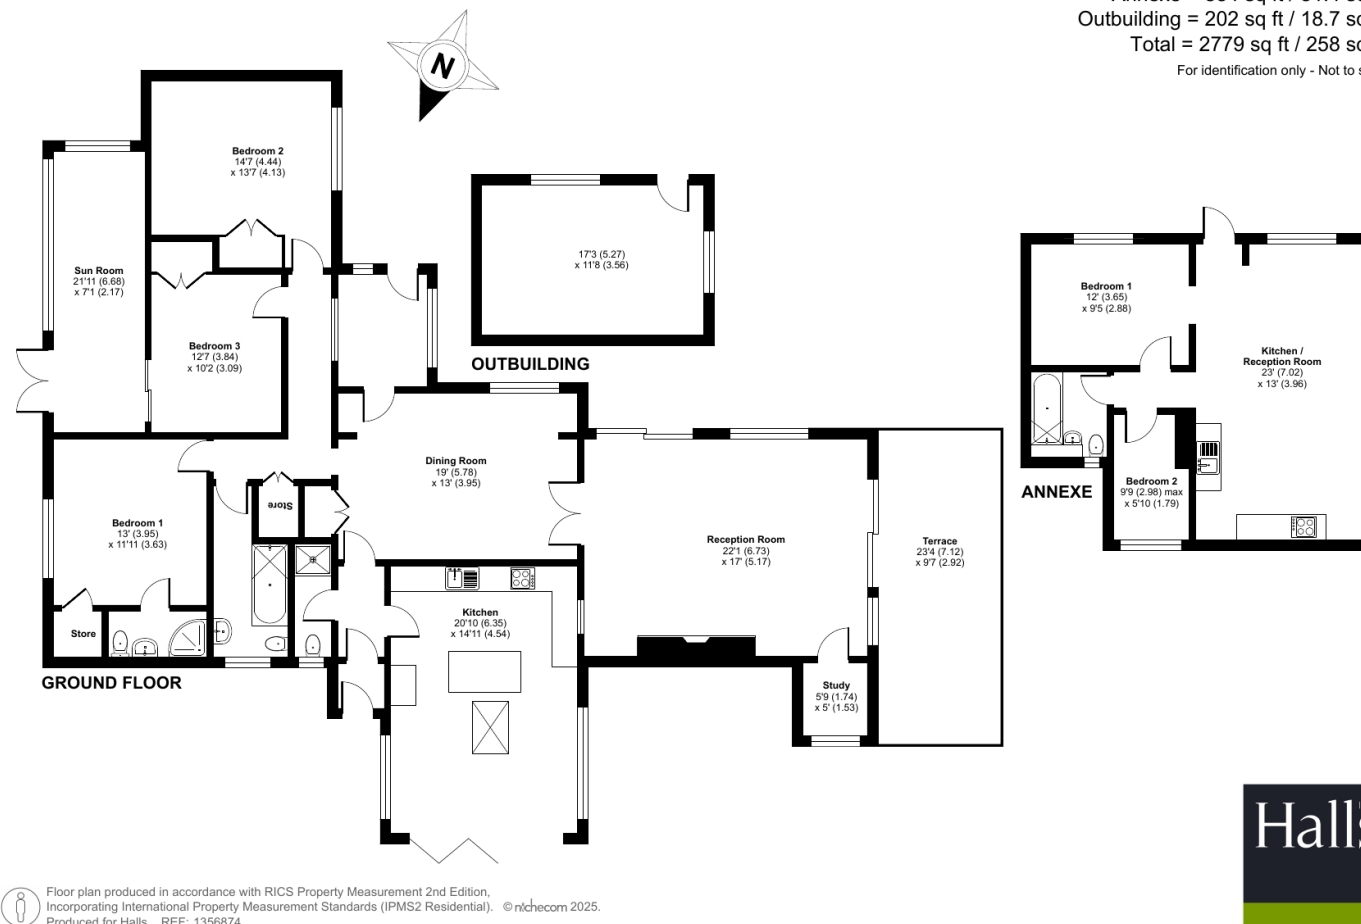 Outbuilding = 202 sq ft / 18.7 sq
Total = 2779 sq ft / 258 sq
For identification only - Not to s
N
Bedroom 2
14'7 (4.44)
x 13'7 (4.13)
Sun Room
21'11 (6.68)
x 7'1 (2.17)
Bedroom 3
12'7 (3.84)
x 10'2 (3.09)
17'3 (5.27)
x 11'8 (3.56)
OUTBUILDING
Bedroom 1
12' (3.65)
x 9'5 (2.88)
Kitchen /
Reception Room
23' (7.02)
x 13' (3.96)
Bedroom 2
9'9 (2.98) max
x 5'10 (1.79)
ANNEXE
Dining Room
19' (5.78)
x 13' (3.95)
Store
Bedroom 1
13' (3.95)
x 11'11 (3.63)
Reception Room
22'1 (6.73)
x 17' (5.17)
Terrace
23'4 (7.12)
x 9'7 (2.92)
Kitchen
20'10 (6.35)
x 14'11 (4.54)
Store
Study
5'9 (1.74)
x 5' (1.53)
GROUND FLOOR
Halls
Floor plan produced in accordance with RICS Property Measurement 2nd Edition,
Incorporating International Property Measurement Standards (IPMS2 Residential). © nichecom 2025.
Produced for Halls. REF: 1356874